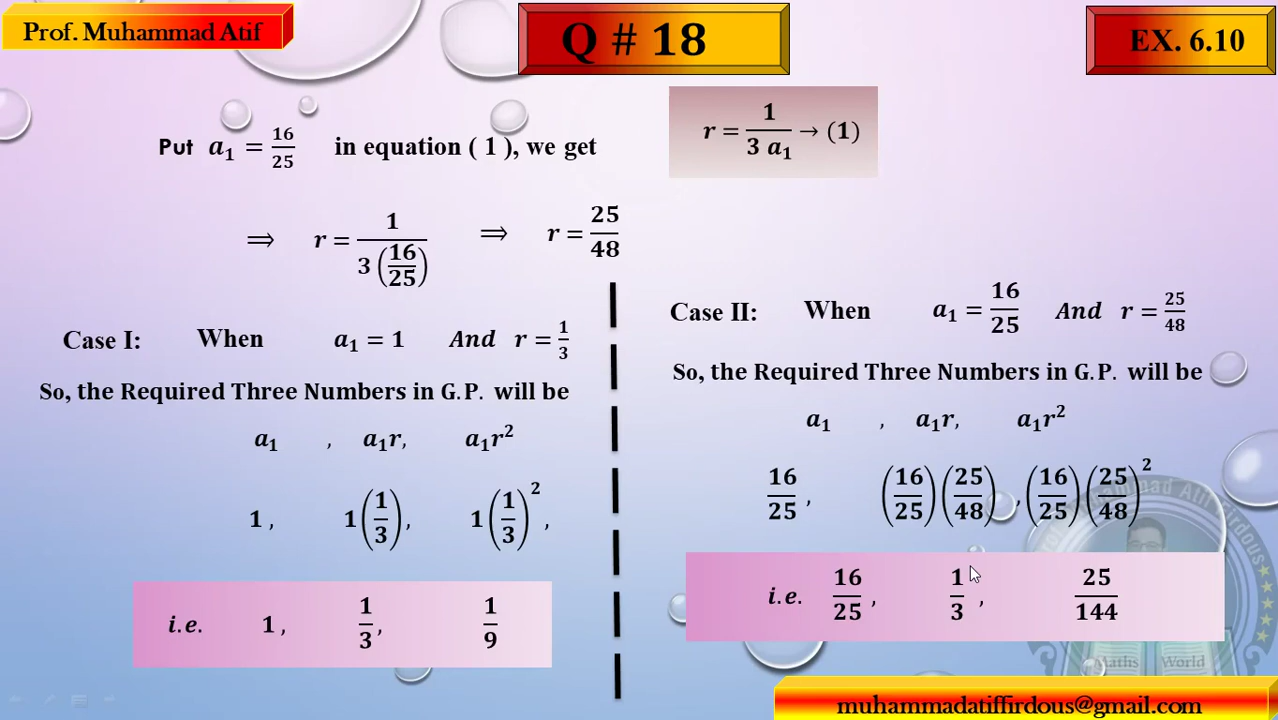 Prof. Muhammad Atif
Q # 18
EX. 6.10
Put a₁ = 16/25 in equation ( 1 ), we get
r = 1/(3 a₁) → (1)
⟹ r = 1/(3 (16/25)) ⟹ r = 25/48
Case I: When a₁ = 1 And r = 1/3
So, the Required Three Numbers in G.P. will be
a₁ , a₁r, a₁r²
1 , 1(1/3), 1(1/3)²,
i.e. 1 , 1/3, 1/9
Case II: When a₁ = 16/25 And r = 25/48
So, the Required Three Numbers in G.P. will be
a₁ , a₁r, a₁r²
16/25 , (16/25)(25/48) , (16/25)(25/48)²
i.e. 16/25 , 1/3 , 25/144
Maths World
muhammadatiffirdous@gmail.com